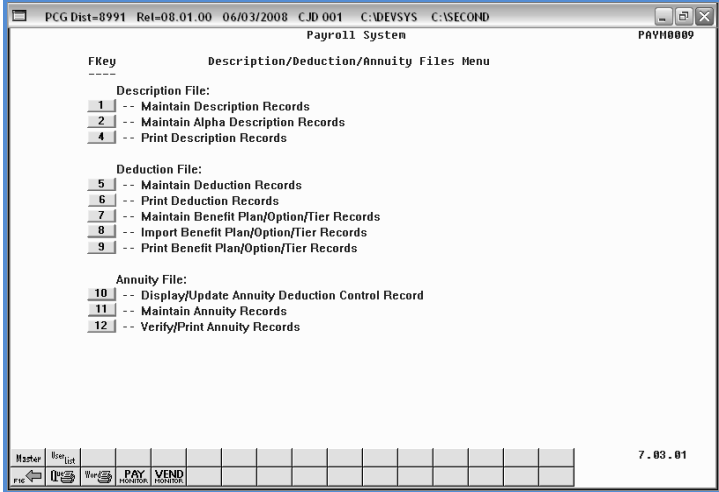 PCG Dist=8991 Rel=08.01.00 06/03/2008 CJD 001 C:\DEVSYS C:\SECOND
Payroll System PAYM0009
FKey Description/Deduction/Annuity Files Menu
----
Description File:
1 -- Maintain Description Records
2 -- Maintain Alpha Description Records
4 -- Print Description Records
Deduction File:
5 -- Maintain Deduction Records
6 -- Print Deduction Records
7 -- Maintain Benefit Plan/Option/Tier Records
8 -- Import Benefit Plan/Option/Tier Records
9 -- Print Benefit Plan/Option/Tier Records
Annuity File:
10 -- Display/Update Annuity Deduction Control Record
11 -- Maintain Annuity Records
12 -- Verify/Print Annuity Records
Master User List 7.03.01
F16 Que Word PAY MONITOR VEND MONITOR